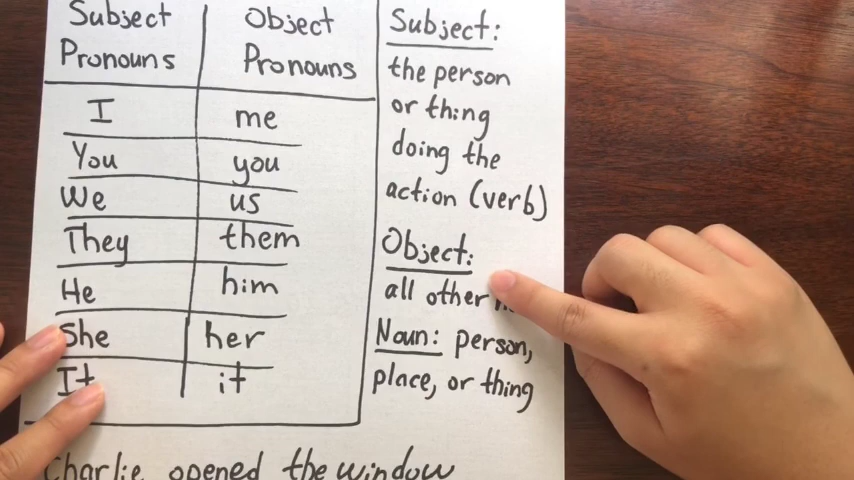 Subject Pronouns
Object Pronouns
I me
You you
We us
They them
He him
She her
It it
Subject:
the person
or thing
doing the
action (verb)
Object:
all other
Noun: person,
place, or thing
Charlie opened the window